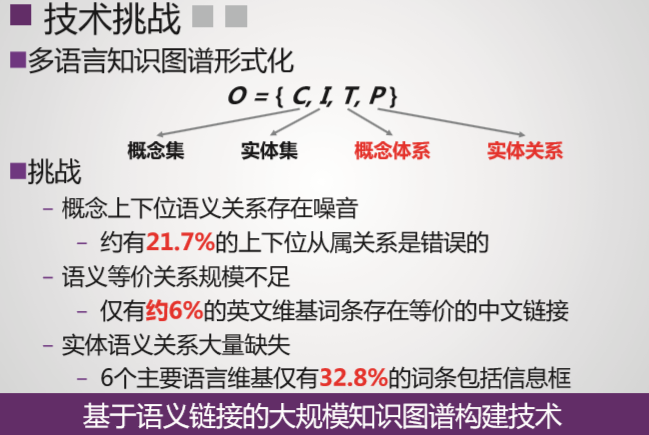 技术挑战
多语言知识图谱形式化
O = { C, I, T, P }
概念集 实体集 概念体系 实体关系
挑战
– 概念上下位语义关系存在噪音
– 约有21.7%的上下位从属关系是错误的
– 语义等价关系规模不足
– 仅有约6%的英文维基词条存在等价的中文链接
– 实体语义关系大量缺失
– 6个主要语言维基仅有32.8%的词条包括信息框
基于语义链接的大规模知识图谱构建技术